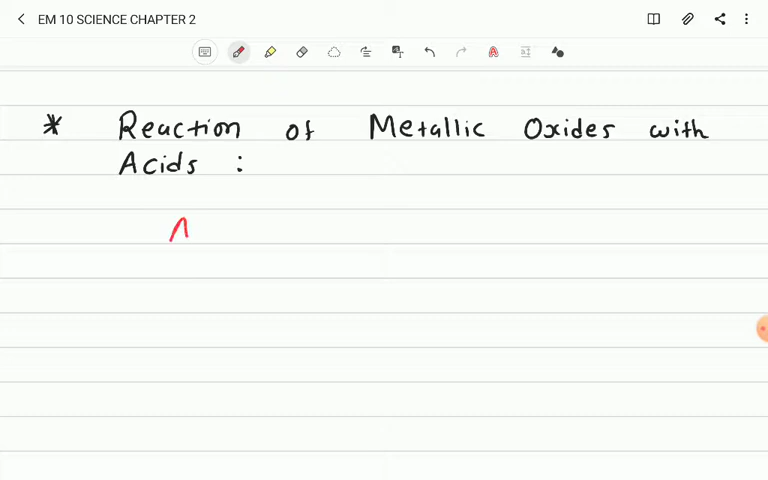 EM 10 SCIENCE CHAPTER 2
* Reaction of Metallic Oxides with
Acids :